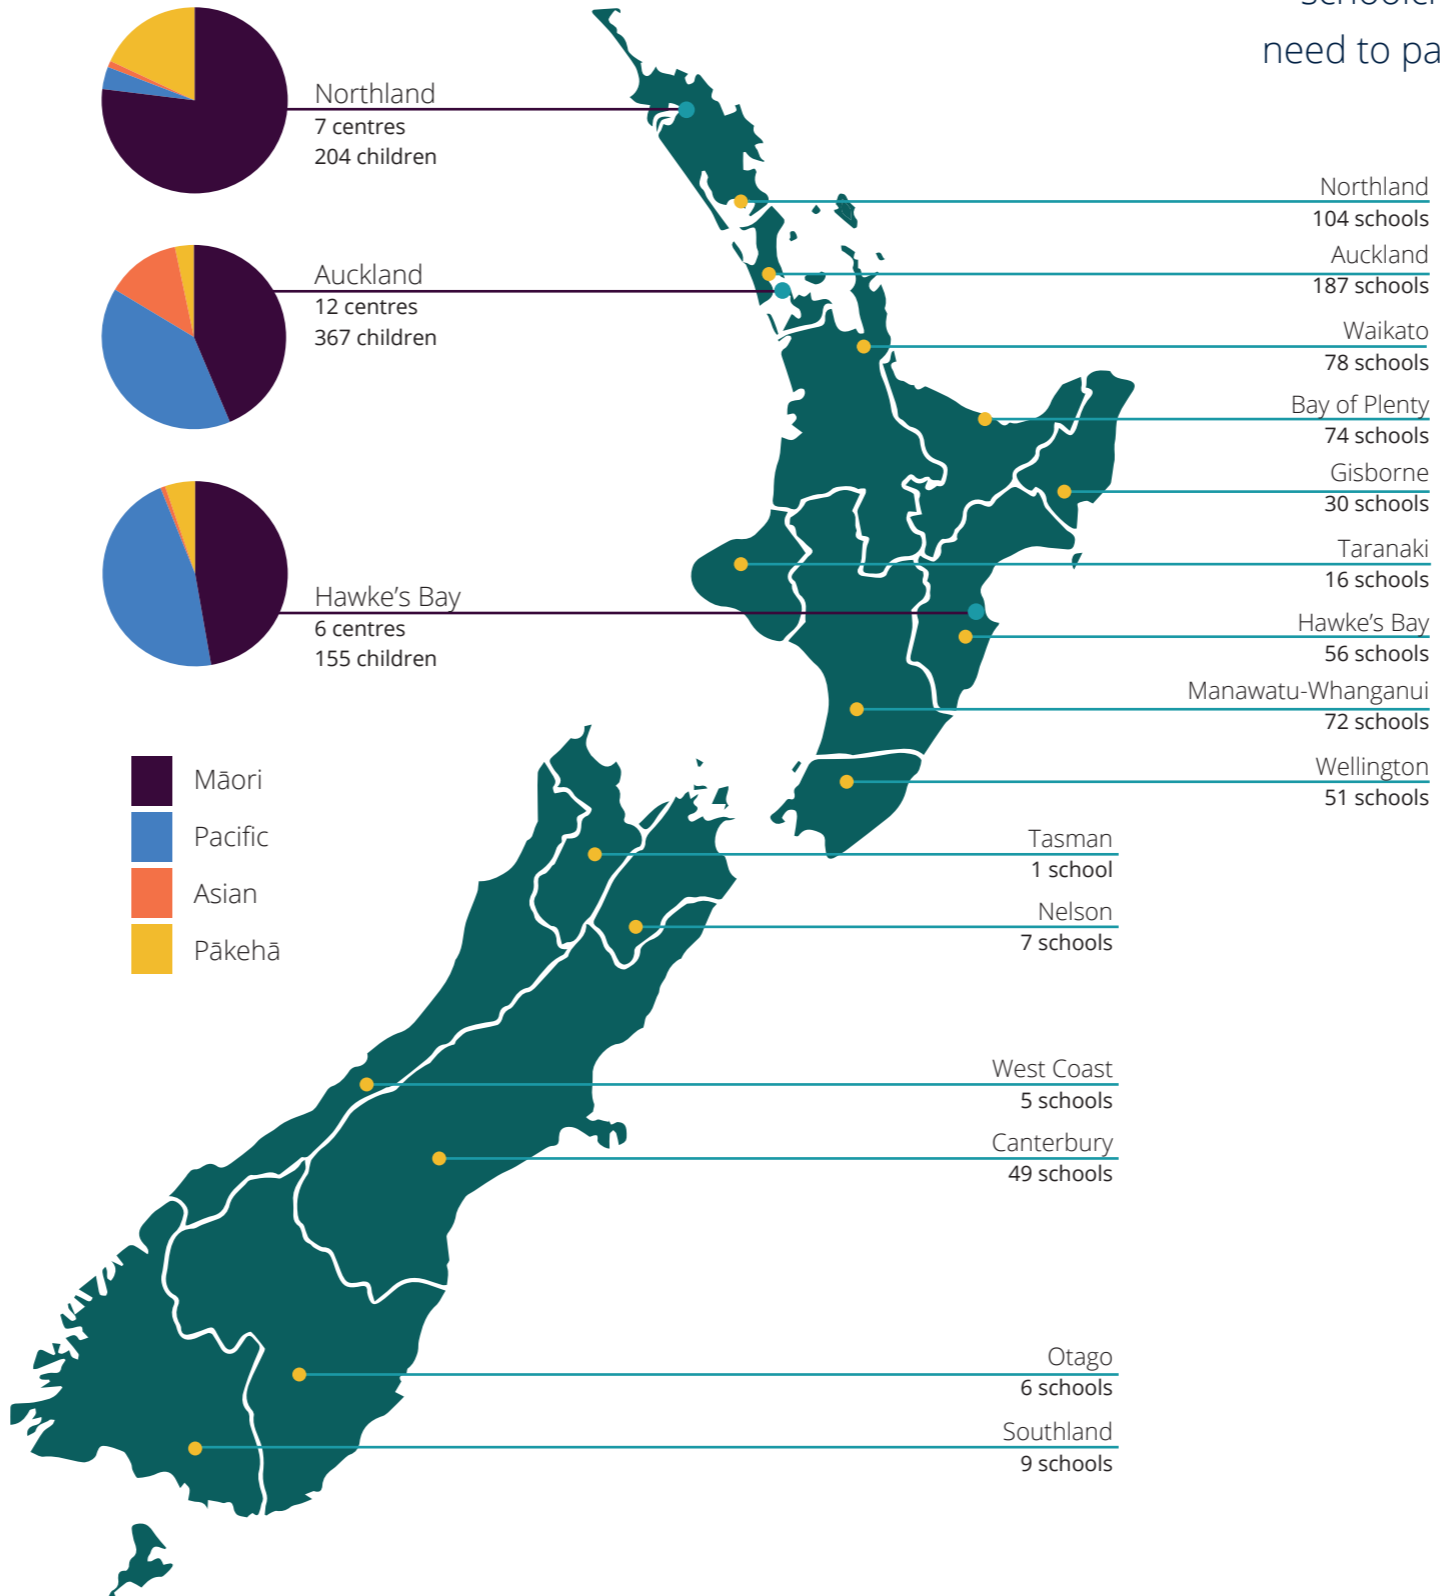 need to pa
Northland
7 centres
204 children
Auckland
12 centres
367 children
Hawke’s Bay
6 centres
155 children
Māori
Pacific
Asian
Pākehā
Northland
104 schools
Auckland
187 schools
Waikato
78 schools
Bay of Plenty
74 schools
Gisborne
30 schools
Taranaki
16 schools
Hawke’s Bay
56 schools
Manawatu-Whanganui
72 schools
Wellington
51 schools
Tasman
1 school
Nelson
7 schools
West Coast
5 schools
Canterbury
49 schools
Otago
6 schools
Southland
9 schools